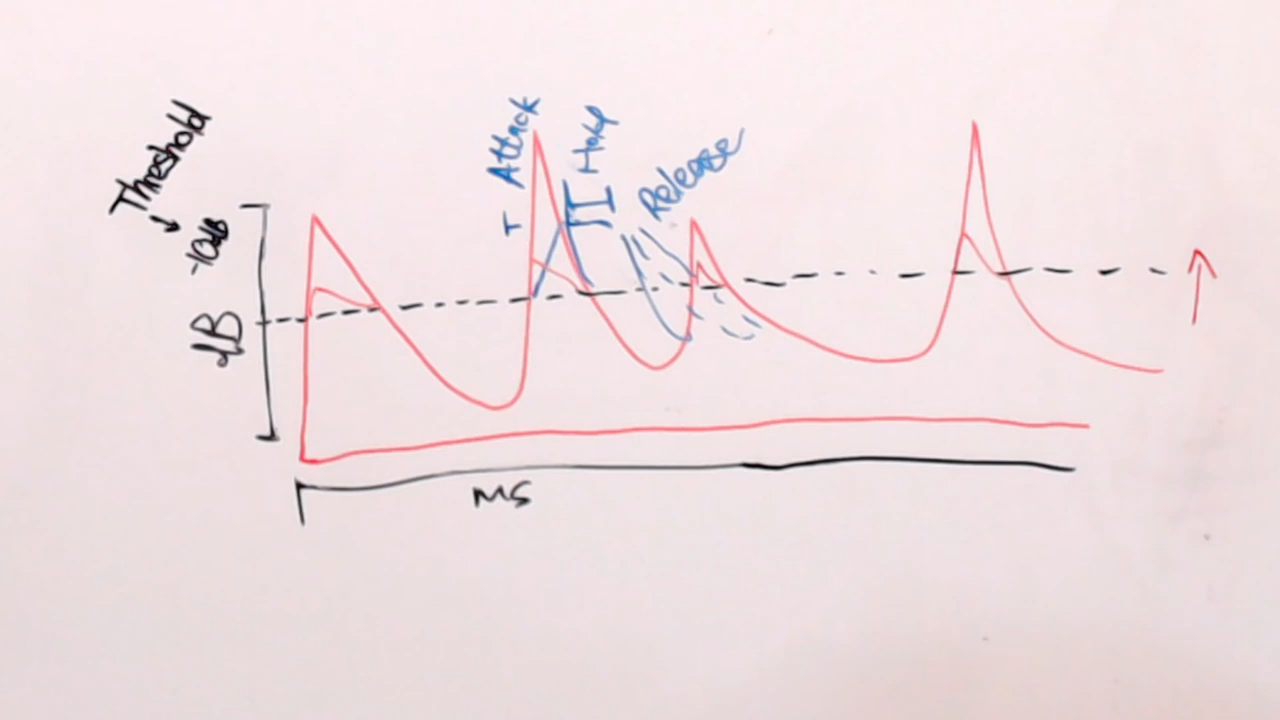 Threshold
-10dB
dB
Attack
Hold
Release
T
ms